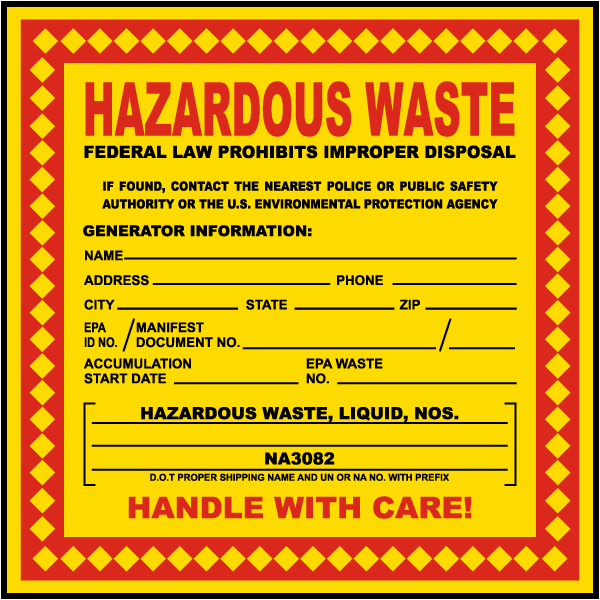 HAZARDOUS WASTE
FEDERAL LAW PROHIBITS IMPROPER DISPOSAL
IF FOUND, CONTACT THE NEAREST POLICE OR PUBLIC SAFETY
AUTHORITY OR THE U.S. ENVIRONMENTAL PROTECTION AGENCY
GENERATOR INFORMATION:
NAME
ADDRESS PHONE
CITY STATE ZIP
EPA ID NO. / MANIFEST DOCUMENT NO. /
ACCUMULATION START DATE EPA WASTE NO.
HAZARDOUS WASTE, LIQUID, NOS.
NA3082
D.O.T PROPER SHIPPING NAME AND UN OR NA NO. WITH PREFIX
HANDLE WITH CARE!